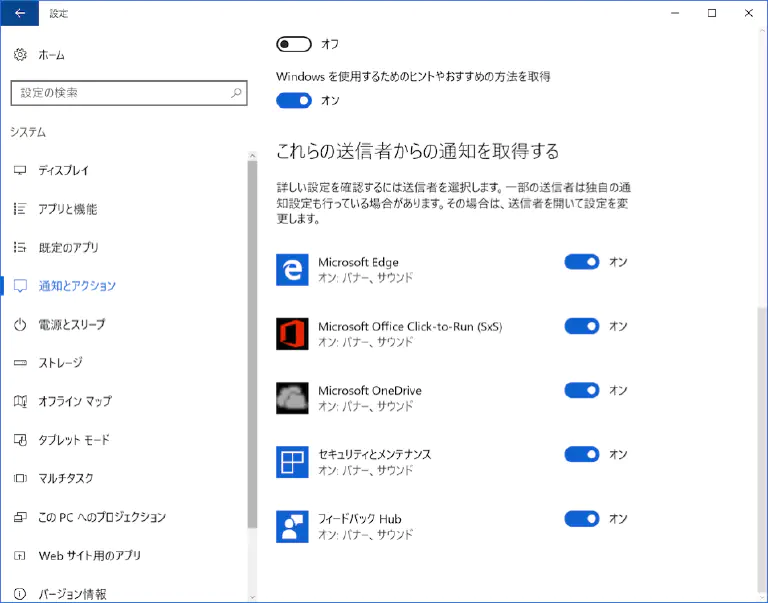 設定
ホーム
設定の検索
システム
ディスプレイ
アプリと機能
既定のアプリ
通知とアクション
電源とスリープ
ストレージ
オフライン マップ
タブレット モード
マルチタスク
この PC へのプロジェクション
Web サイト用のアプリ
バージョン情報
オフ
Windows を使用するためのヒントやおすすめの方法を取得
オン
これらの送信者からの通知を取得する
詳しい設定を確認するには送信者を選択します。一部の送信者は独自の通
知設定も行っている場合があります。その場合は、送信者を開いて設定を変
更します。
Microsoft Edge
オン: バナー、サウンド
オン
Microsoft Office Click-to-Run (SxS)
オン: バナー、サウンド
オン
Microsoft OneDrive
オン: バナー、サウンド
オン
セキュリティとメンテナンス
オン: バナー、サウンド
オン
フィードバック Hub
オン: バナー、サウンド
オン